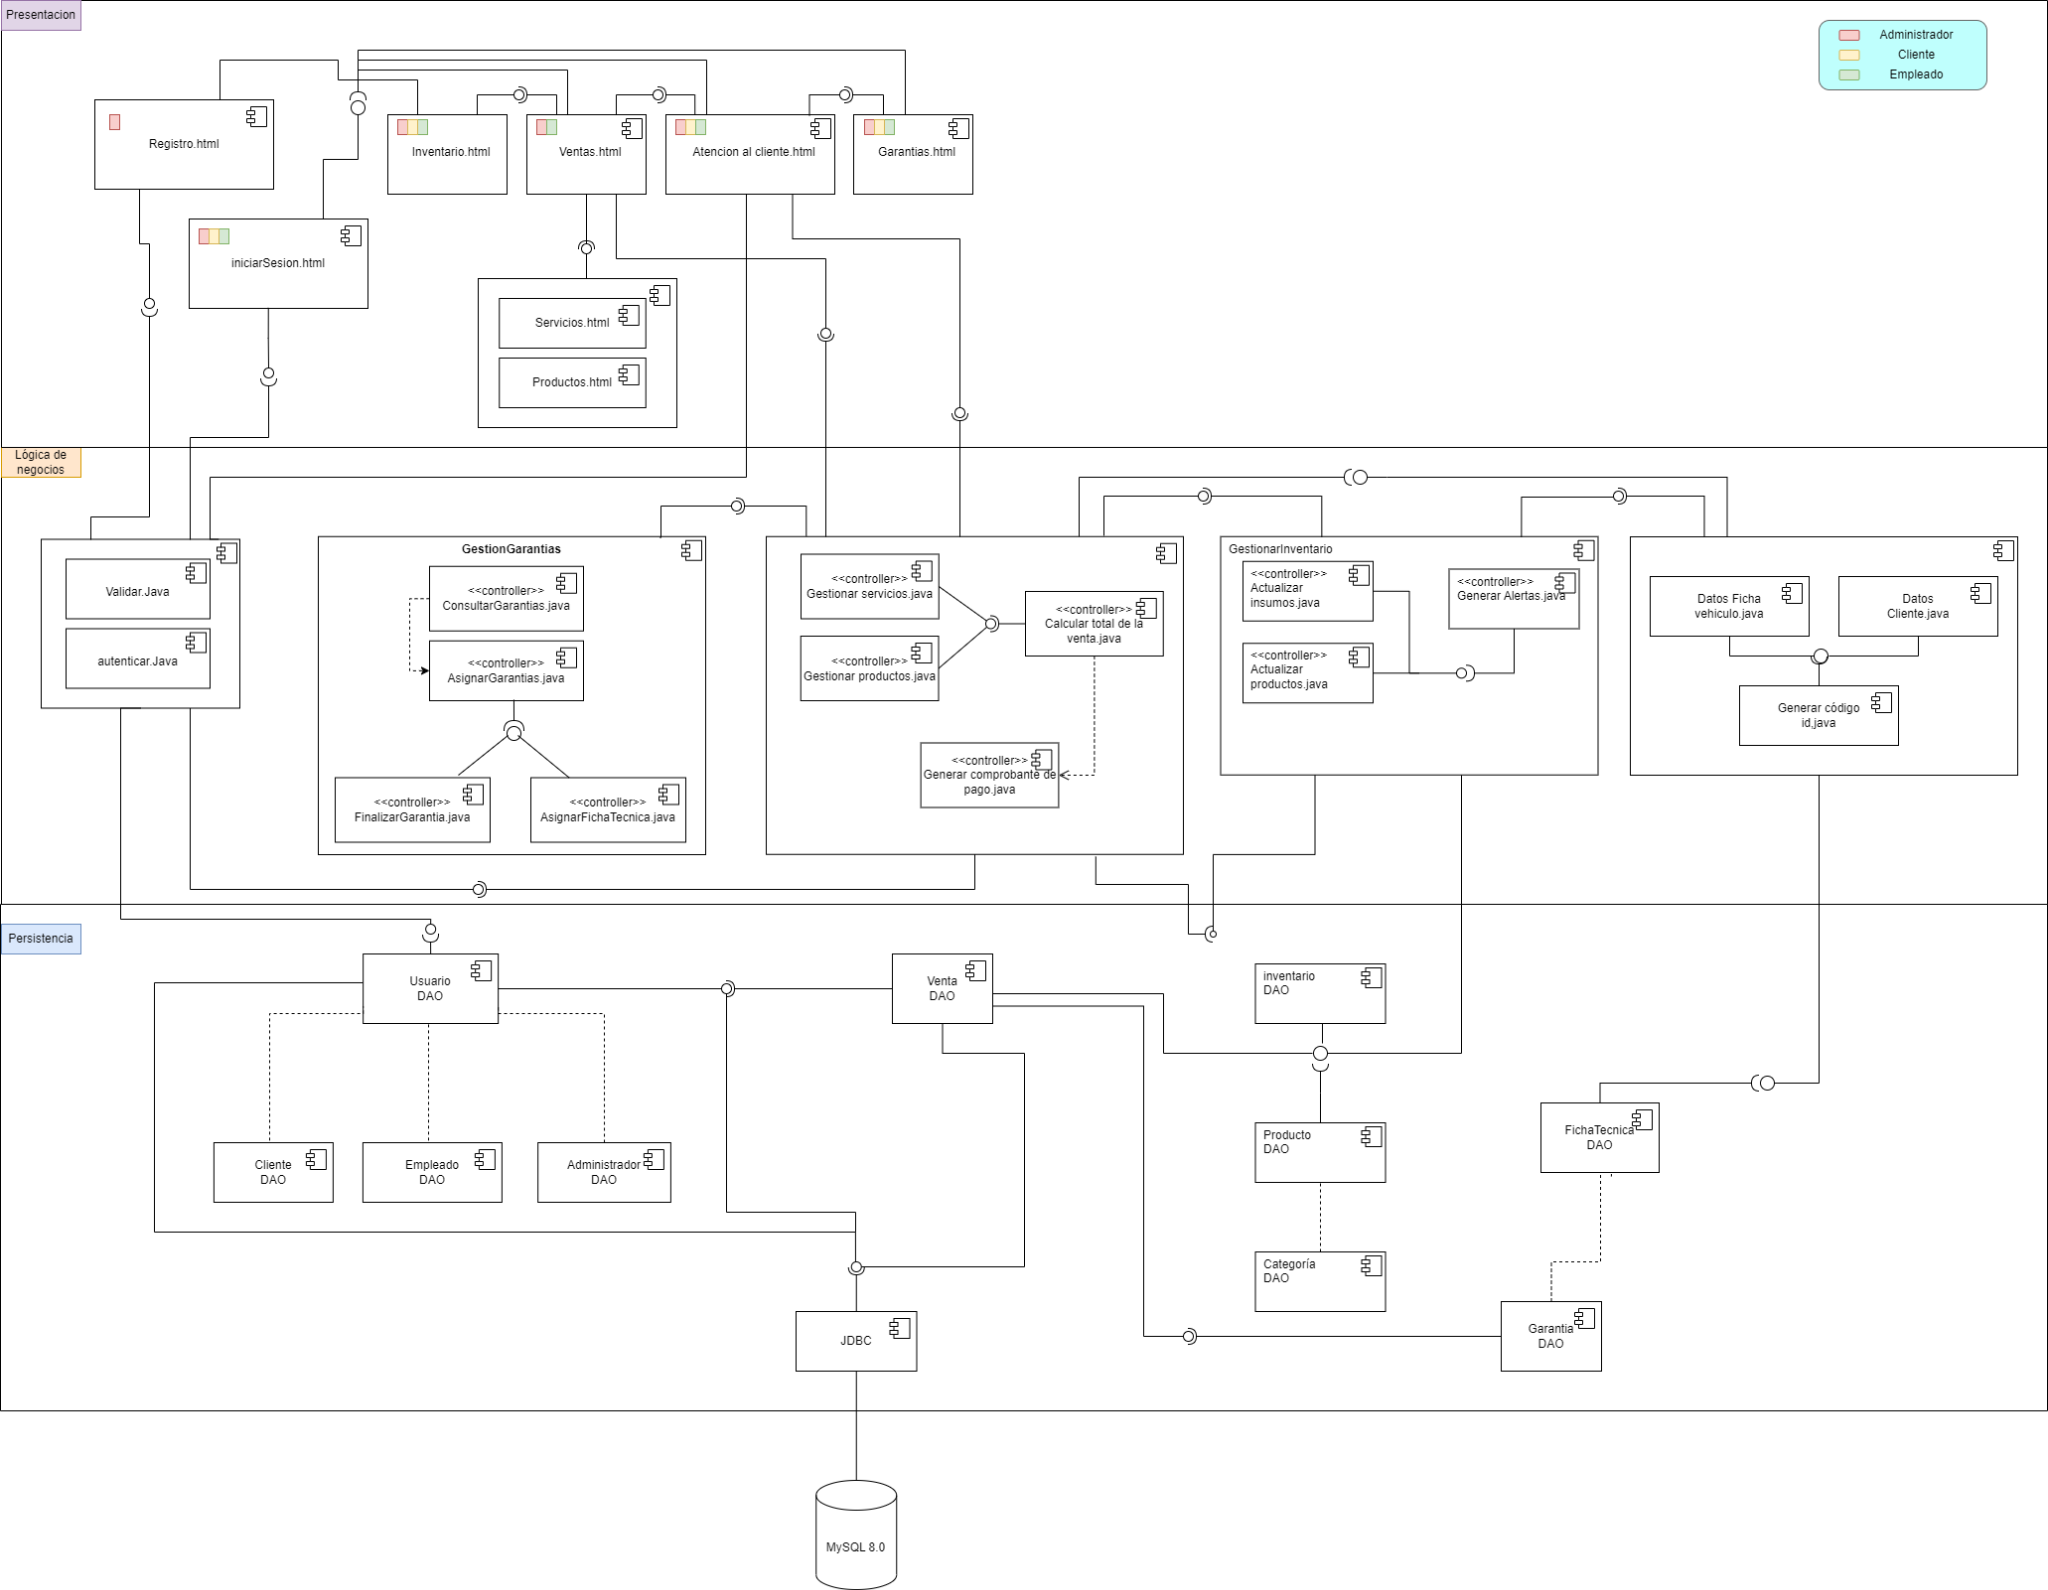 Presentacion
Administrador
Cliente
Empleado
Registro.html
Inventario.html
Ventas.html
Atencion al cliente.html
Garantias.html
iniciarSesion.html
Servicios.html
Productos.html
Lógica de
negocios
Validar.Java
autenticar.Java
GestionGarantias
<<controller>>
ConsultarGarantias.java
<<controller>>
AsignarGarantias.java
<<controller>>
FinalizarGarantia.java
<<controller>>
AsignarFichaTecnica.java
<<controller>>
Gestionar servicios.java
<<controller>>
Gestionar productos.java
<<controller>>
Calcular total de la
venta.java
<<controller>>
Generar comprobante de
pago.java
GestionarInventario
<<controller>>
Actualizar
insumos.java
<<controller>>
Actualizar
productos.java
<<controller>>
Generar Alertas.java
Datos Ficha
vehiculo.java
Datos
Cliente.java
Generar código
id,java
Persistencia
Usuario
DAO
Venta
DAO
inventario
DAO
Cliente
DAO
Empleado
DAO
Administrador
DAO
Producto
DAO
FichaTecnica
DAO
Categoría
DAO
JDBC
Garantia
DAO
MySQL 8.0